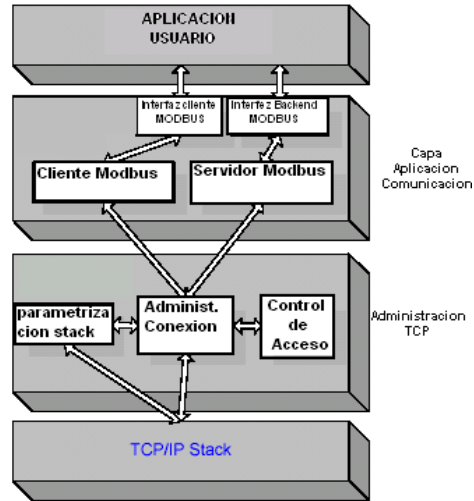 APLICACION
USUARIO
Interfaz cliente
MODBUS
Interfez Backend
MODBUS
Cliente Modbus
Servidor Modbus
Capa
Aplicacion
Comunicacion
parametriza
cion stack
Administ.
Conexion
Control
de
Acceso
Administracion
TCP
TCP/IP Stack